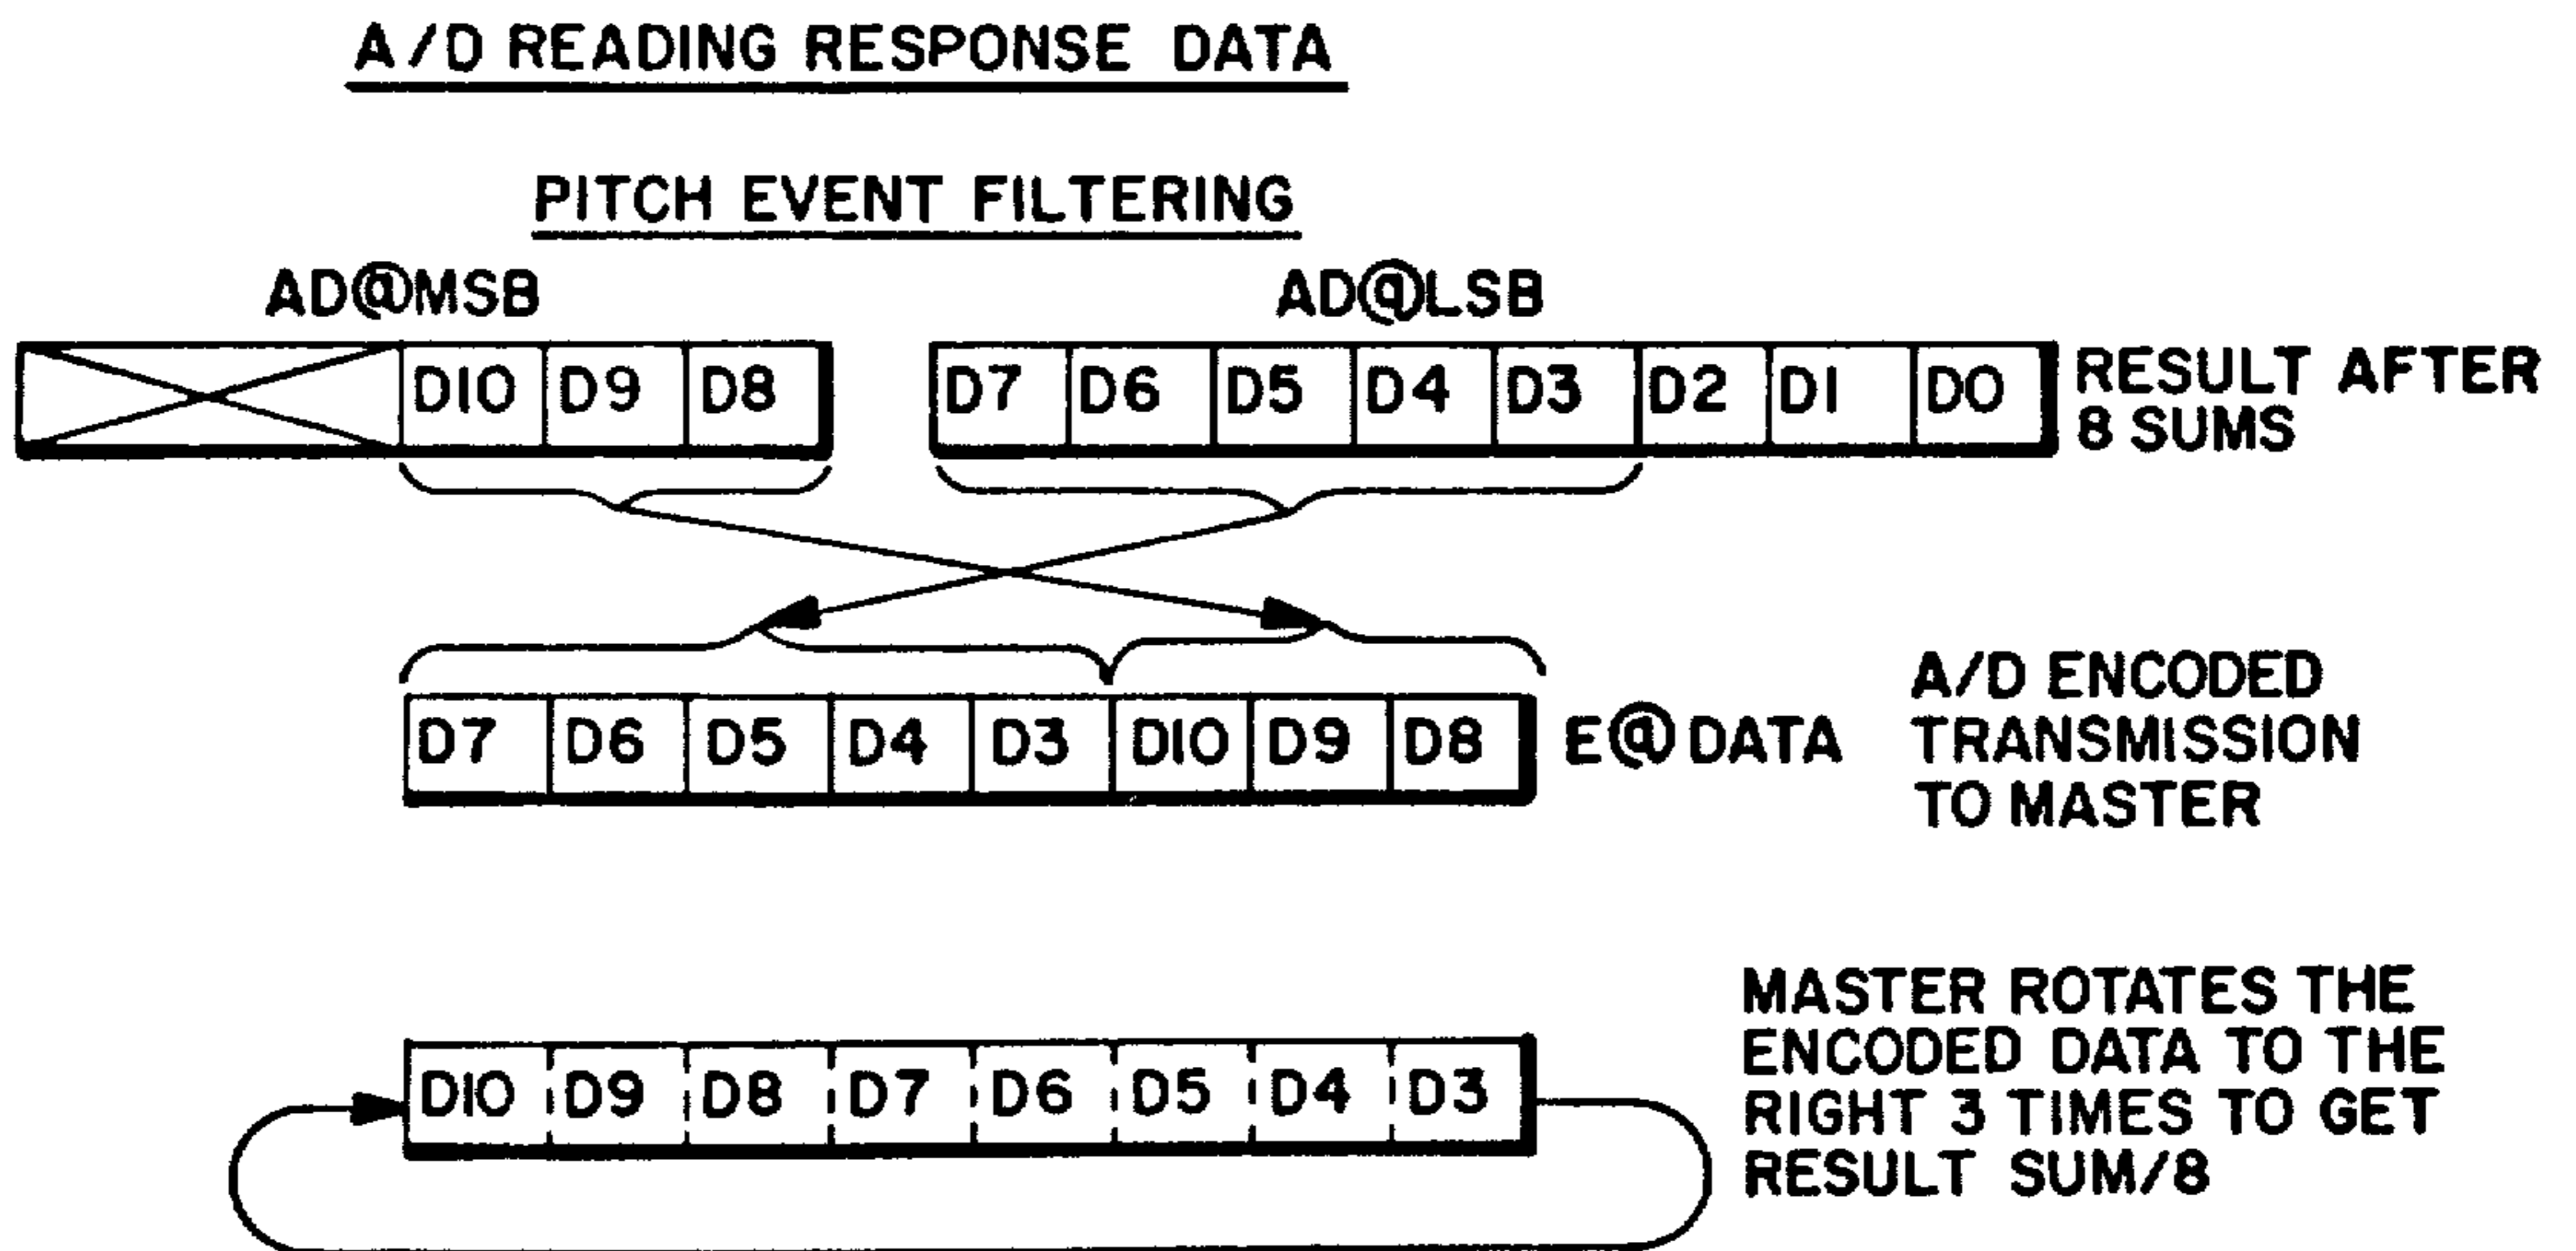 A/D READING RESPONSE DATA
PITCH EVENT FILTERING
AD@MSB
AD@LSB
D10 D9 D8
D7 D6 D5 D4 D3 D2 D1 D0
RESULT AFTER
8 SUMS
D7 D6 D5 D4 D3 D10 D9 D8
E@DATA
A/D ENCODED
TRANSMISSION
TO MASTER
D10 D9 D8 D7 D6 D5 D4 D3
MASTER ROTATES THE
ENCODED DATA TO THE
RIGHT 3 TIMES TO GET
RESULT SUM/8